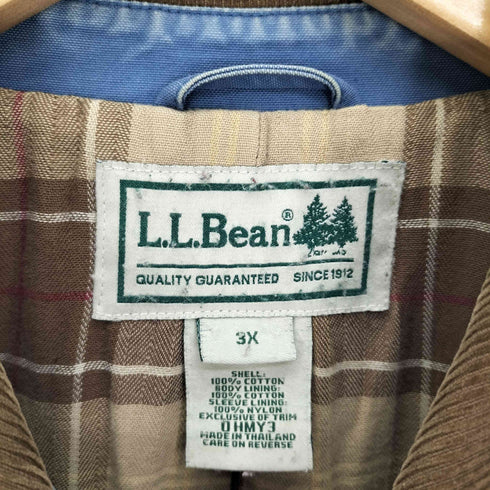 L.L.Bean®
QUALITY GUARANTEED SINCE 1912
3X
SHELL:
100% COTTON
BODY LINING:
100% COTTON
SLEEVE LINING:
100% NYLON
EXCLUSIVE OF TRIM
0HMY3
MADE IN THAILAND
CARE ON REVERSE